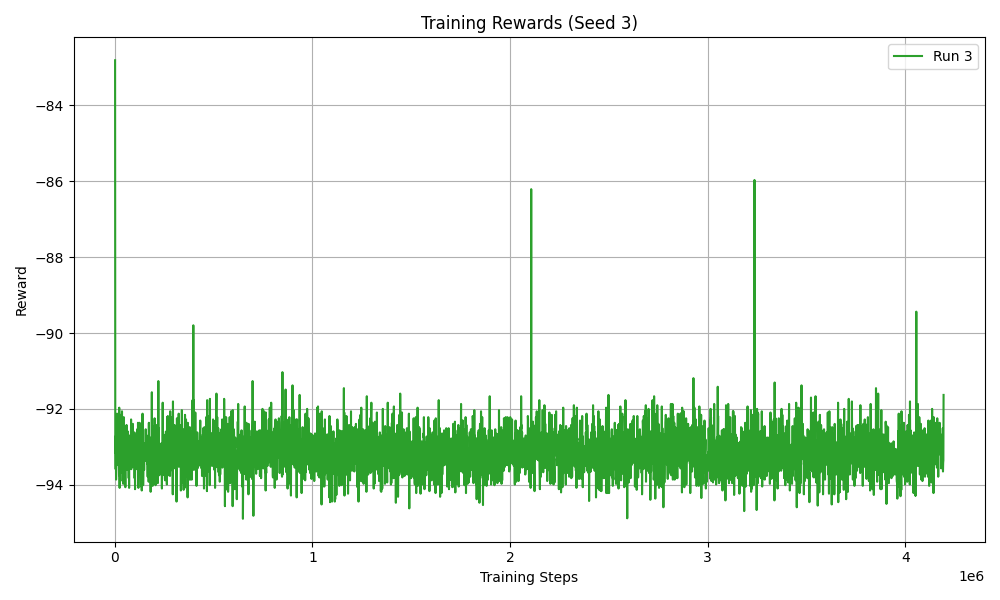 Training Rewards (Seed 3)
Run 3
−84
−86
−88
−90
−92
−94
Reward
0
1
2
3
4
1e6
Training Steps